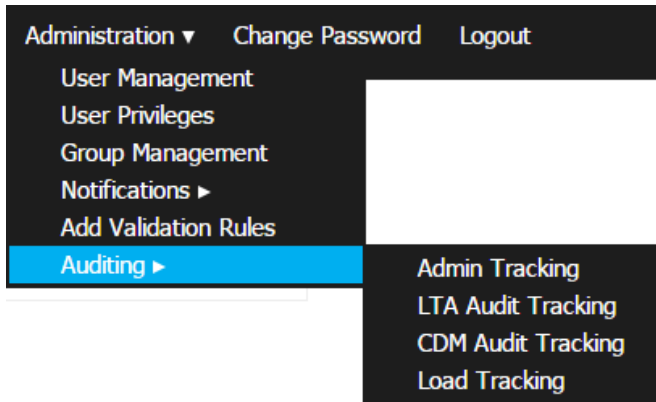 Administration ▾ Change Password Logout
User Management
User Privileges
Group Management
Notifications ▸
Add Validation Rules
Auditing ▸
Admin Tracking
LTA Audit Tracking
CDM Audit Tracking
Load Tracking